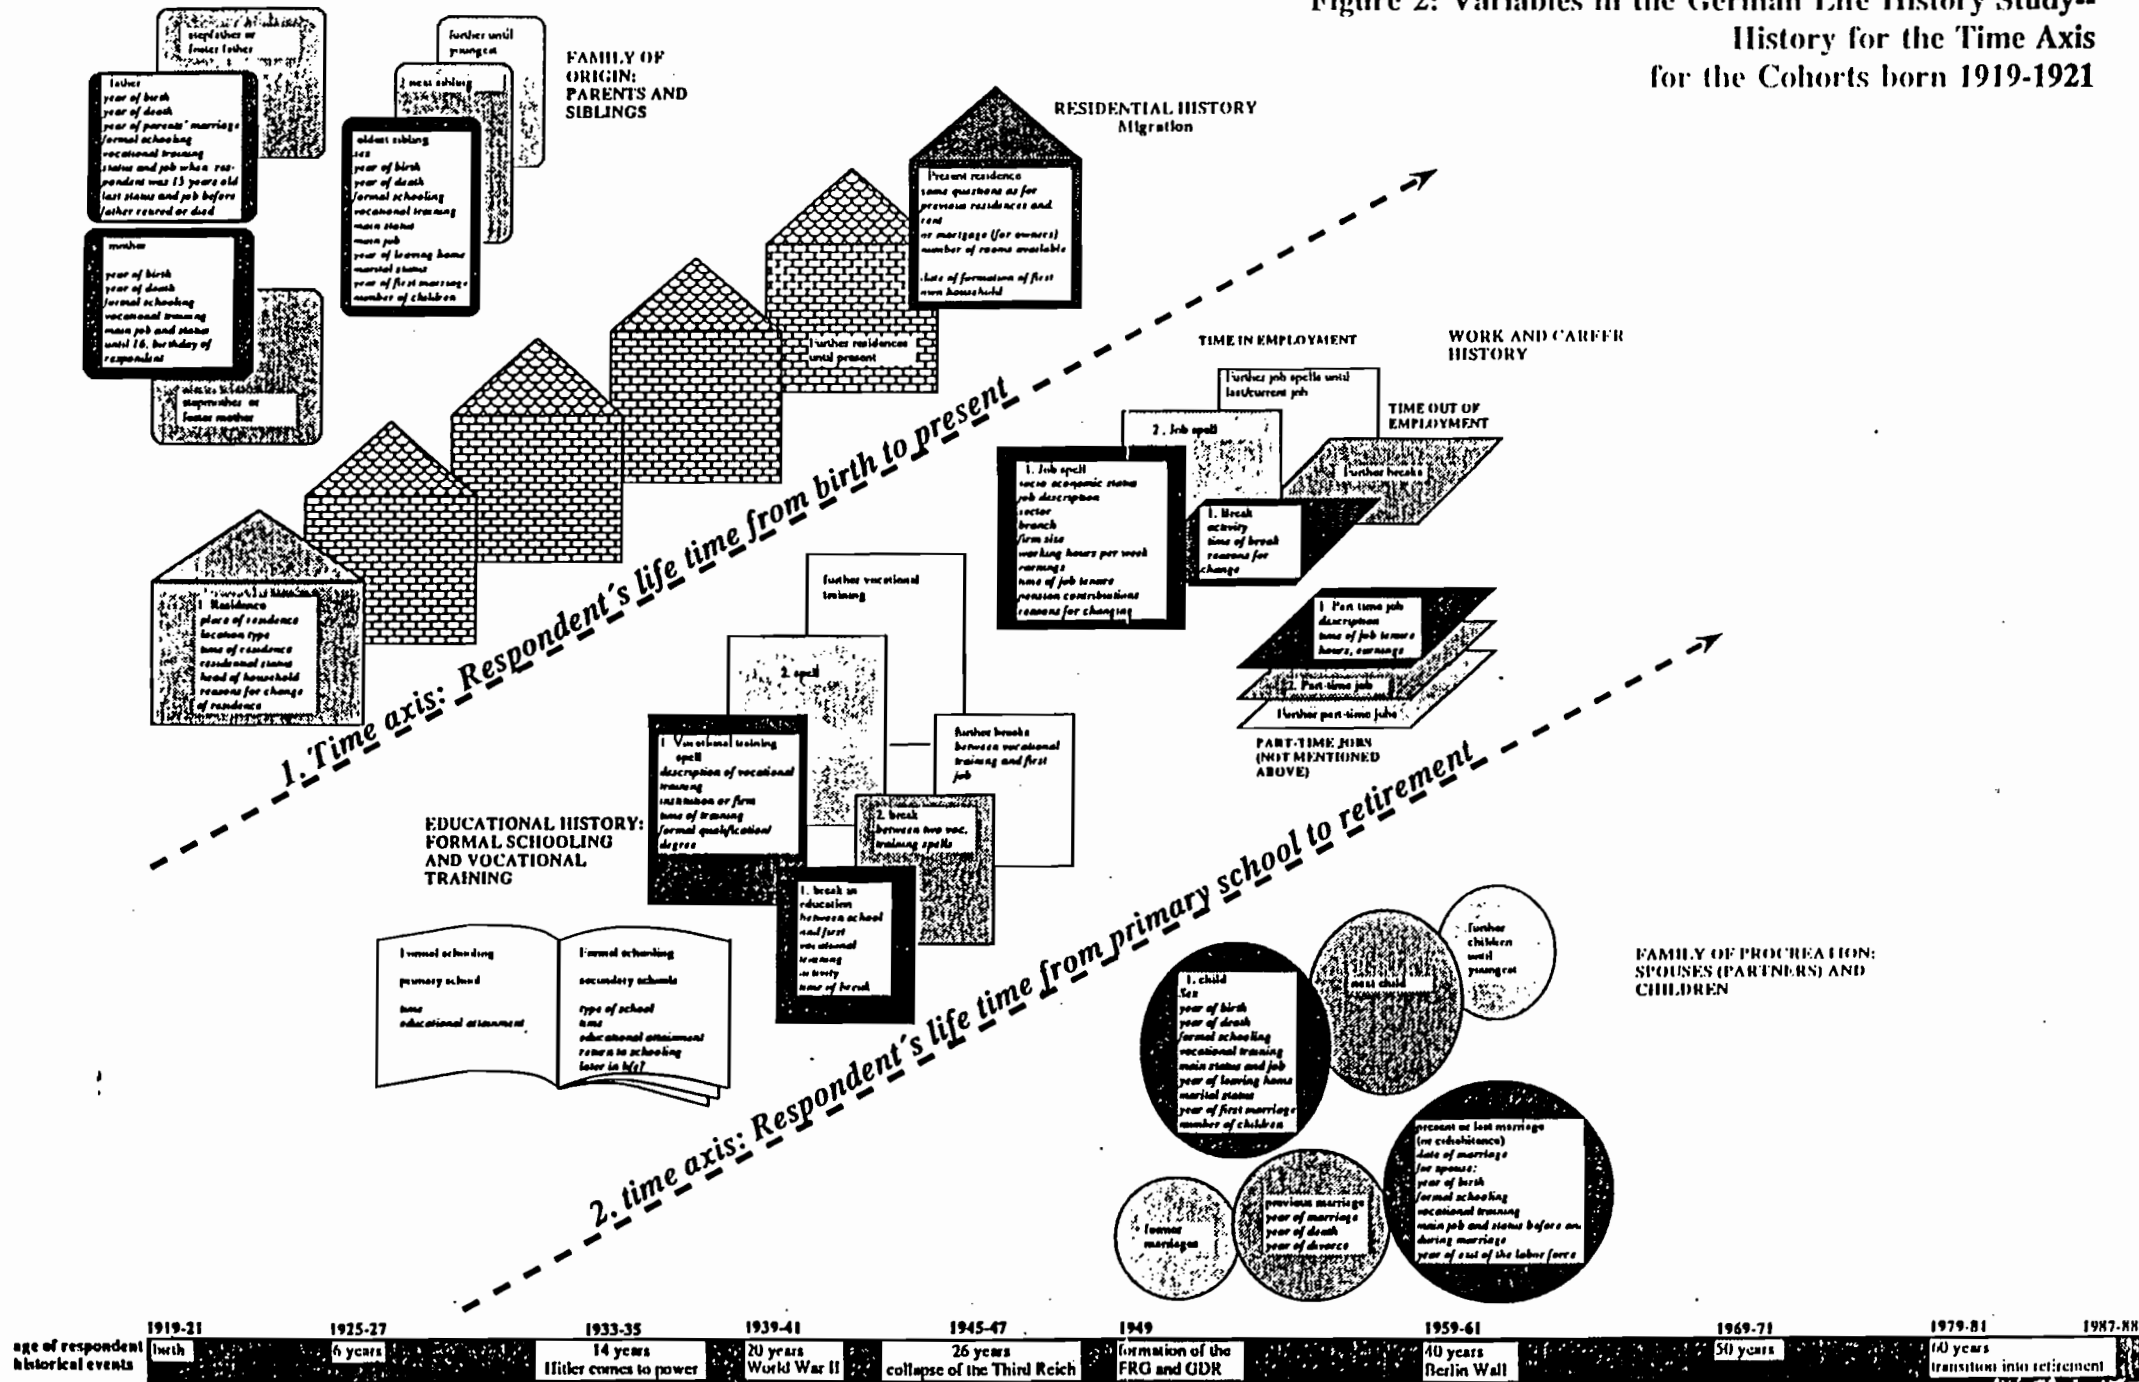 Figure 2: Variables in the German Life History Study--
History for the Time Axis
for the Cohorts born 1919-1921
stepfather or
foster father
father
year of birth
year of death
year of parents' marriage
formal schooling
vocational training
status and job when res-
pondent was 15 years old
last status and job before
father retired or died
mother
year of birth
year of death
formal schooling
vocational training
main job and status
until 16. birthday of
respondent
stepmother or
foster mother
further until
youngest
next sibling
oldest sibling
sex
year of birth
year of death
formal schooling
vocational training
main status
main job
year of leaving home
marital status
year of first marriage
number of children
FAMILY OF
ORIGIN:
PARENTS AND
SIBLINGS
RESIDENTIAL HISTORY
Migration
Present residence
same questions as for
previous residences and
rent
or mortgage (for owners)
number of rooms available
date of formation of first
own household
Further residences
until present
1. Residence
place of residence
location type
time of residence
residential status
head of household
reasons for change
of residence
1. Time axis: Respondent's life time from birth to present
TIME IN EMPLOYMENT
WORK AND CAREER
HISTORY
Further job spells until
last/current job
2. Job spell
1. Job spell
socio economic status
job description
sector
branch
firm size
working hours per week
earnings
time of job tenure
pension contributions
reasons for changing
TIME OUT OF
EMPLOYMENT
Further breaks
1. Break
activity
time of break
reasons for
change
1 Part time job
description
time of job tenure
hours, earnings
2. Part-time job
Further part-time jobs
PART-TIME JOBS
(NOT MENTIONED
ABOVE)
EDUCATIONAL HISTORY:
FORMAL SCHOOLING
AND VOCATIONAL
TRAINING
further vocational
training
2. spell
1 Vocational training
spell
description of vocational
training
institution or firm
time of training
formal qualification/
degree
further breaks
between vocational
training and first
job
2. break
between two voc.
training spells
1. break in
education
between school
and first
vocational
training
activity
time of break
Formal schooling
primary school
time
educational attainment
Formal schooling
secondary schools
type of school
time
educational attainment
return to schooling
later in life?
2. time axis: Respondent's life time from primary school to retirement
FAMILY OF PROCREATION:
SPOUSES (PARTNERS) AND
CHILDREN
1. child
Sex
year of birth
year of death
formal schooling
vocational training
main status and job
year of leaving home
marital status
year of first marriage
number of children
next child
further
children
until
youngest
former
marriages
previous marriage
year of marriage
year of death
year of divorce
present or last marriage
(or cohabitance)
date of marriage
for spouse:
year of birth
formal schooling
vocational training
main job and status before an
during marriage
year of exit of the labor force
1919-21 1925-27 1933-35 1939-41 1945-47 1949 1959-61 1969-71 1979-81 1987-88
age of respondent birth 6 years 14 years 20 years 26 years formation of the 40 years 50 years 60 years
historical events Hitler comes to power World War II collapse of the Third Reich FRG and GDR Berlin Wall transition into retirement